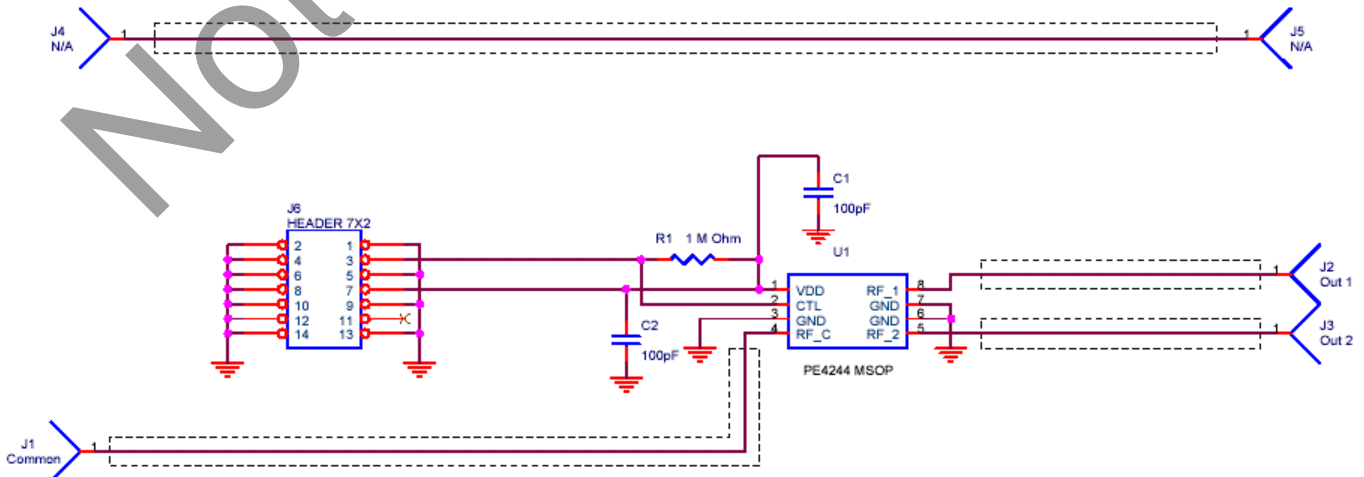 J4
N/A
1
1
J5
N/A
Not
J6
HEADER 7X2
2 1
4 3
6 5
8 7
10 9
12 11
14 13
R1 1 M Ohm
C1
100pF
C2
100pF
U1
1 VDD RF_1 8
2 CTL GND 7
3 GND GND 6
4 RF_C RF_2 5
PE4244 MSOP
1
J2
Out 1
1
J3
Out 2
J1
Common
1